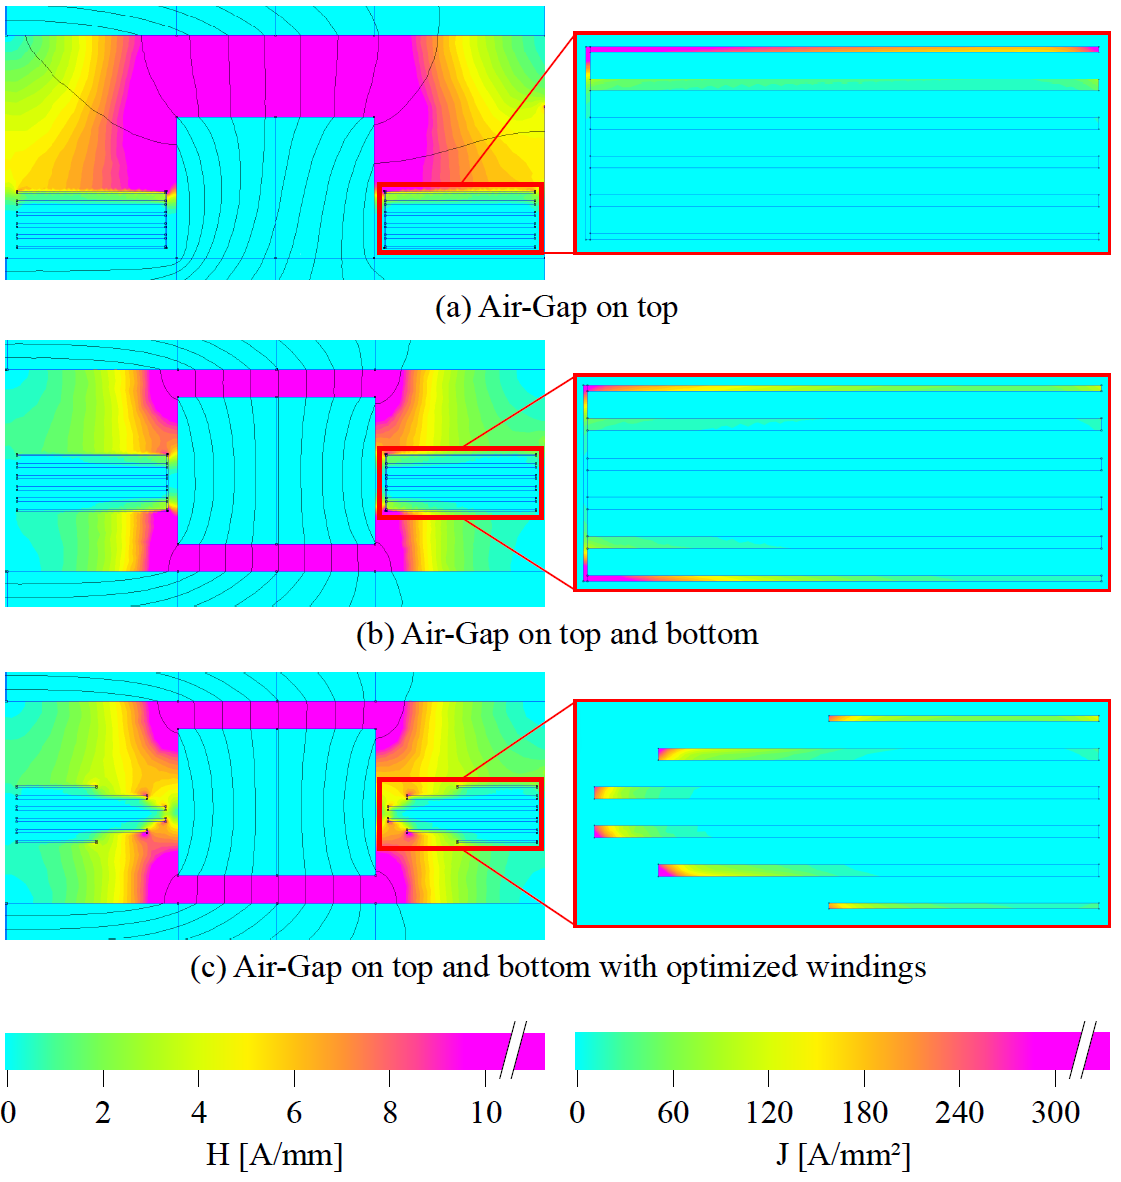 (a) Air-Gap on top
(b) Air-Gap on top and bottom
(c) Air-Gap on top and bottom with optimized windings
0 2 4 6 8 10
H [A/mm]
0 60 120 180 240 300
J [A/mm²]